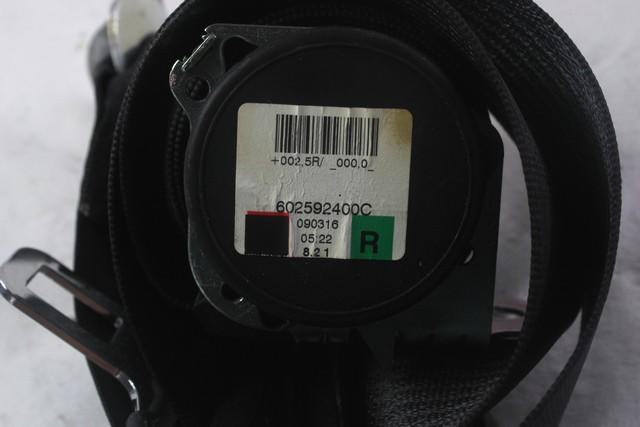 +002,5R/ _000,0_
602592400C
090316
05:22
8.2 1
R